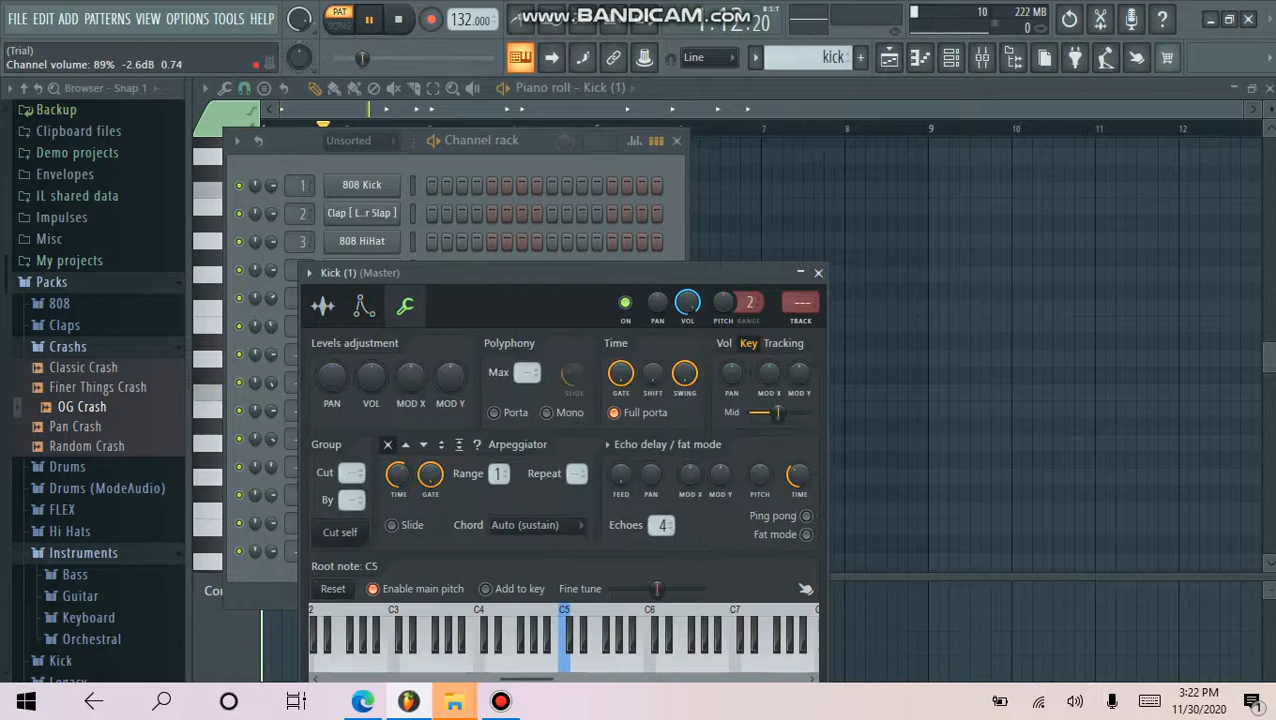 FILE EDIT ADD PATTERNS VIEW OPTIONS TOOLS HELP
PAT
SONG
132.000
www.BANDICAM.com
12:20
B:S:T
10
222 MB
0
(Trial)
Channel volume: 89% -2.6dB 0.74
Line
kick
Browser - Snap 1
Piano roll - Kick (1)
7 8 9 10 11 12
Backup
Clipboard files
Demo projects
Envelopes
IL shared data
Impulses
Misc
My projects
Packs
808
Claps
Crashs
Classic Crash
Finer Things Crash
OG Crash
Pan Crash
Random Crash
Drums
Drums (ModeAudio)
FLEX
Hi Hats
Instruments
Bass
Guitar
Keyboard
Orchestral
Kick
Unsorted
Channel rack
1 808 Kick
2 Clap [ L..r Slap ]
3 808 HiHat
Kick (1) (Master)
ON PAN VOL PITCH RANGE TRACK
2
---
Levels adjustment
PAN VOL MOD X MOD Y
Polyphony
Max
SLIDE
Porta
Mono
Time
GATE SHIFT SWING
Full porta
Vol Key Tracking
PAN MOD X MOD Y
Mid
Group
Cut
By
Cut self
Arpeggiator
TIME GATE
Range 1 Repeat
Slide
Chord Auto (sustain)
Echo delay / fat mode
FEED PAN MOD X MOD Y PITCH TIME
Echoes 4
Ping pong
Fat mode
Root note: C5
Reset
Enable main pitch
Add to key
Fine tune
2 C3 C4 C5 C6 C7
3:22 PM
11/30/2020
1